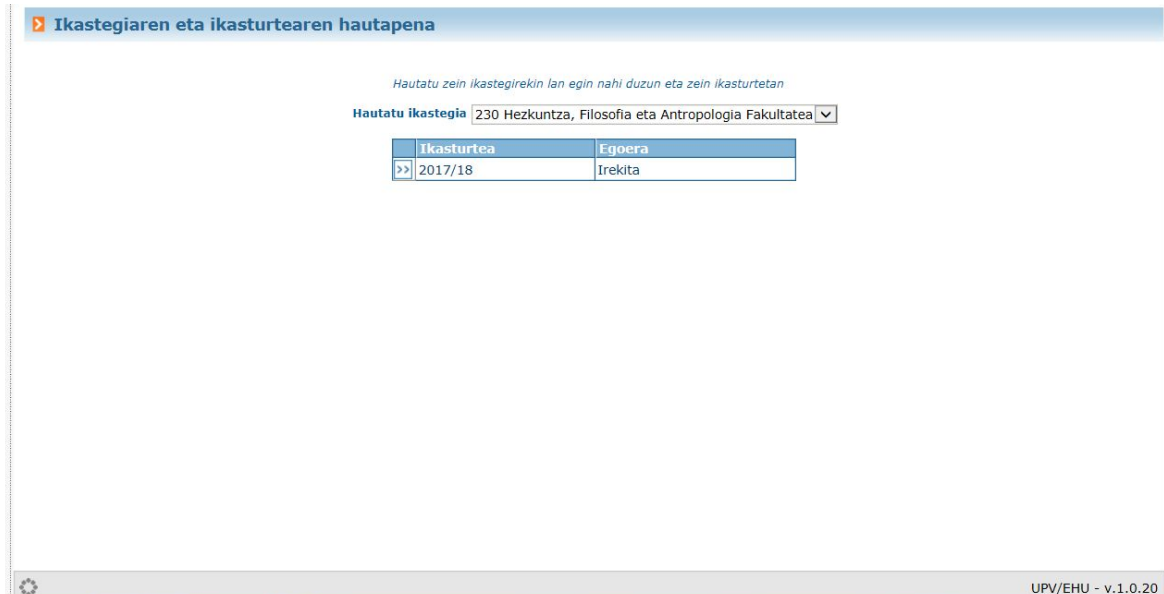 Ikastegiaren eta ikasturtearen hautapena
Hautatu zein ikastegirekin lan egin nahi duzun eta zein ikasturtetan
Hautatu ikastegia 230 Hezkuntza, Filosofia eta Antropologia Fakultatea
Ikasturtea Egoera
>> 2017/18 Irekita
UPV/EHU - v.1.0.20